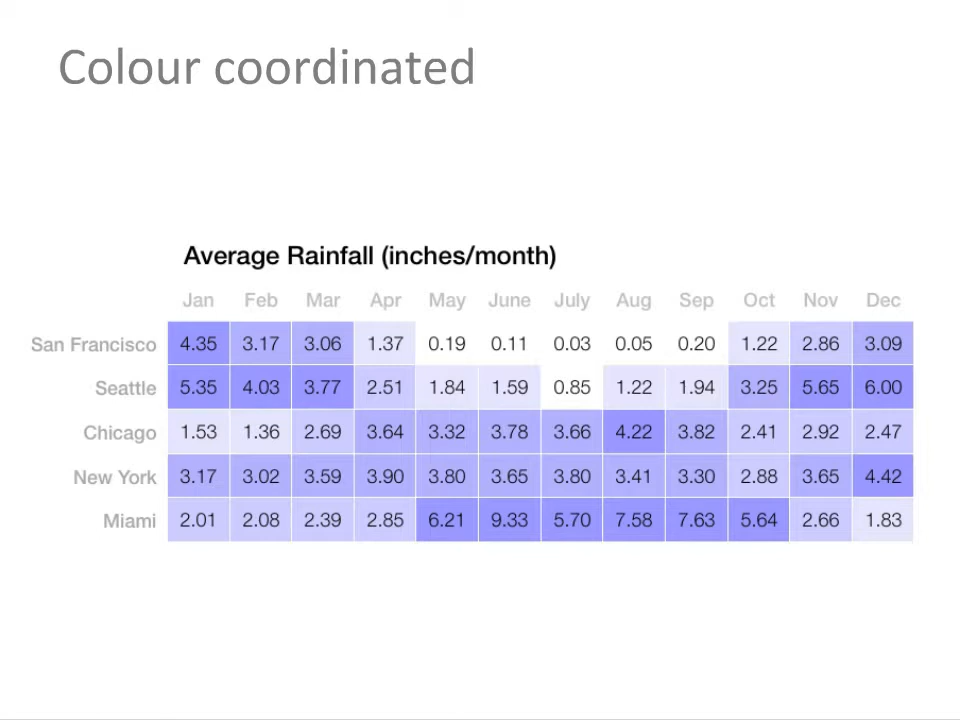 Colour coordinated
Average Rainfall (inches/month)
Jan Feb Mar Apr May June July Aug Sep Oct Nov Dec
San Francisco 4.35 3.17 3.06 1.37 0.19 0.11 0.03 0.05 0.20 1.22 2.86 3.09
Seattle 5.35 4.03 3.77 2.51 1.84 1.59 0.85 1.22 1.94 3.25 5.65 6.00
Chicago 1.53 1.36 2.69 3.64 3.32 3.78 3.66 4.22 3.82 2.41 2.92 2.47
New York 3.17 3.02 3.59 3.90 3.80 3.65 3.80 3.41 3.30 2.88 3.65 4.42
Miami 2.01 2.08 2.39 2.85 6.21 9.33 5.70 7.58 7.63 5.64 2.66 1.83